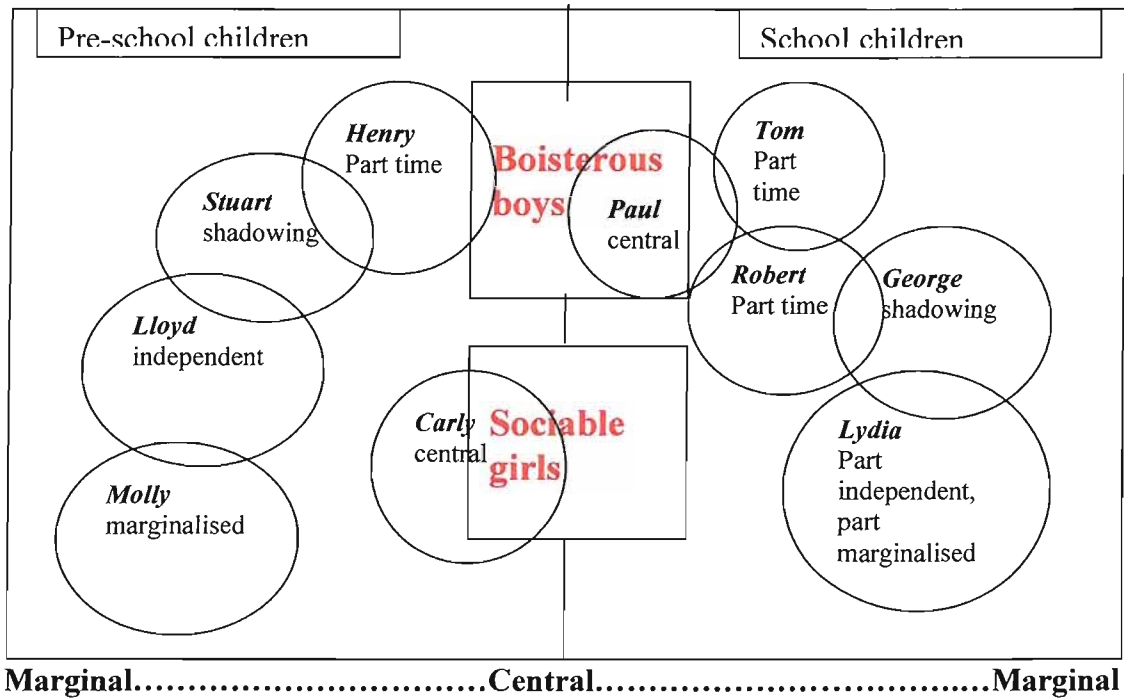 Pre-school children
School children
Henry
Part time
Boisterous
boys
Tom
Part
time
Stuart
shadowing
Paul
central
Robert
Part time
George
shadowing
Lloyd
independent
Carly
central
Sociable
girls
Lydia
Part
independent,
part
marginalised
Molly
marginalised
Marginal.................................Central.....................................Marginal